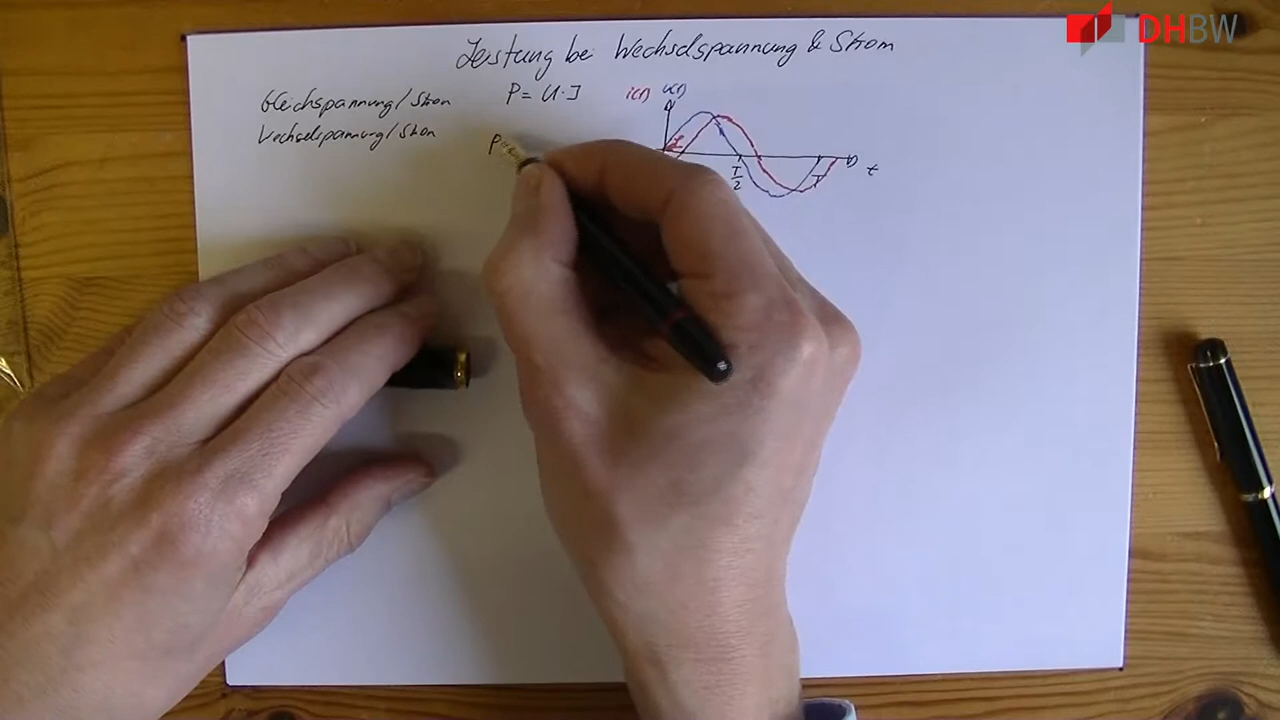 DHBW
Leistung bei Wechselspannung & Strom
Gleichspannung/Strom P = U·I
Wechselspannung/Strom P
i(t) u(t)
T/2
T
t